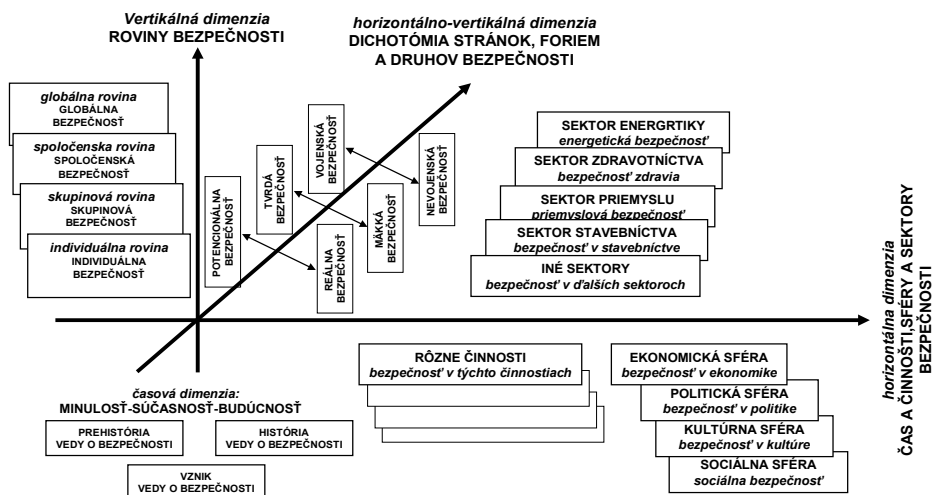 Vertikálna dimenzia
ROVINY BEZPEČNOSTI
horizontálno-vertikálna dimenzia
DICHOTÓMIA STRÁNOK, FORIEM
A DRUHOV BEZPEČNOSTI
globálna rovina
GLOBÁLNA
BEZPEČNOSŤ
spoločenska rovina
SPOLOČENSKÁ
BEZPEČNOSŤ
skupinová rovina
SKUPINOVÁ
BEZPEČNOSŤ
individuálna rovina
INDIVIDUÁLNA
BEZPEČNOSŤ
POTENCIONÁLNA
BEZPEČNOSŤ
TVRDÁ
BEZPEČNOSŤ
VOJENSKÁ
BEZPEČNOSŤ
REÁLNA
BEZPEČNOSŤ
MÄKKÁ
BEZPEČNOSŤ
NEVOJENSKÁ
BEZPEČNOSŤ
SEKTOR ENERGRTIKY
energetická bezpečnosť
SEKTOR ZDRAVOTNÍCTVA
bezpečnosť zdravia
SEKTOR PRIEMYSLU
priemyslová bezpečnosť
SEKTOR STAVEBNÍCTVA
bezpečnosť v stavebníctve
INÉ SEKTORY
bezpečnosť v ďalších sektoroch
horizontálna dimenzia
ČAS A ČINNOŠTI,SFÉRY A SEKTORY
BEZPEČNOSTI
časová dimenzia:
MINULOSŤ-SÚČASNOSŤ-BUDÚCNOSŤ
PREHISTÓRIA
VEDY O BEZPEČNOSTI
HISTÓRIA
VEDY O BEZPEČNOSTI
VZNIK
VEDY O BEZPEČNOSTI
RÔZNE ČINNOSTI
bezpečnosť v týchto činnostiach
EKONOMICKÁ SFÉRA
bezpečnosť v ekonomike
POLITICKÁ SFÉRA
bezpečnosť v politike
KULTÚRNA SFÉRA
bezpečnosť v kultúre
SOCIÁLNA SFÉRA
sociálna bezpečnosť